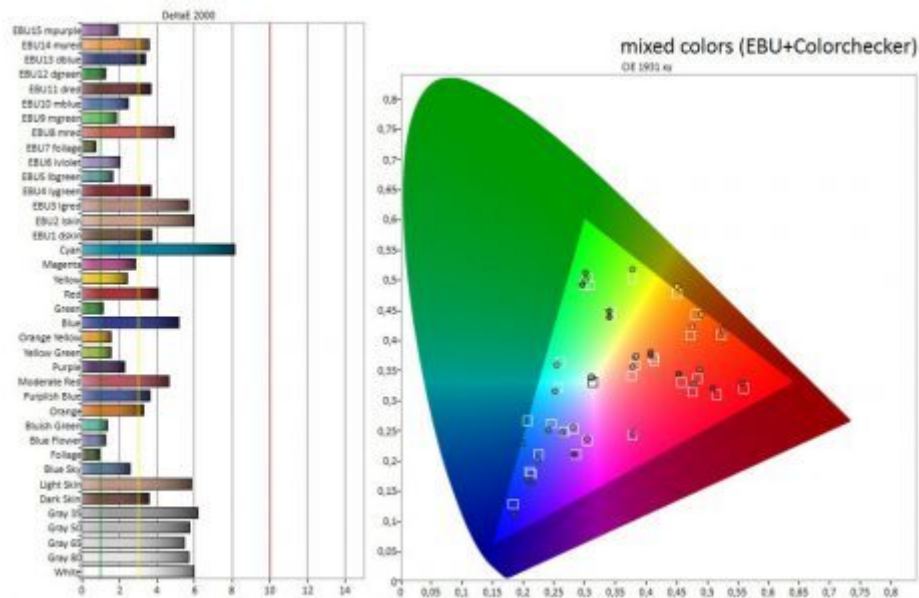 DeltaE 2000
EBU15 mpurple
EBU14 myred
EBU13 dblue
EBU12 dgreen
EBU11 dred
EBU10 mblue
EBU9 mgreen
EBU8 mred
EBU7 foliage
EBU6 lviolet
EBU5 lbgreen
EBU4 lygreen
EBU3 lgred
EBU2 lskin
EBU1 dskin
Cyan
Magenta
Yellow
Red
Green
Blue
Orange Yellow
Yellow Green
Purple
Moderate Red
Purplish Blue
Orange
Bluish Green
Blue Flower
Foliage
Blue Sky
Light Skin
Dark Skin
Gray 35
Gray 50
Gray 65
Gray 80
White
0 2 4 6 8 10 12 14
mixed colors (EBU+Colorchecker)
CIE 1931 xy
0,8
0,75
0,7
0,65
0,6
0,55
0,5
0,45
0,4
0,35
0,3
0,25
0,2
0,15
0,1
0,05
0
0 0,05 0,1 0,15 0,2 0,25 0,3 0,35 0,4 0,45 0,5 0,55 0,6 0,65 0,7 0,75 0,8